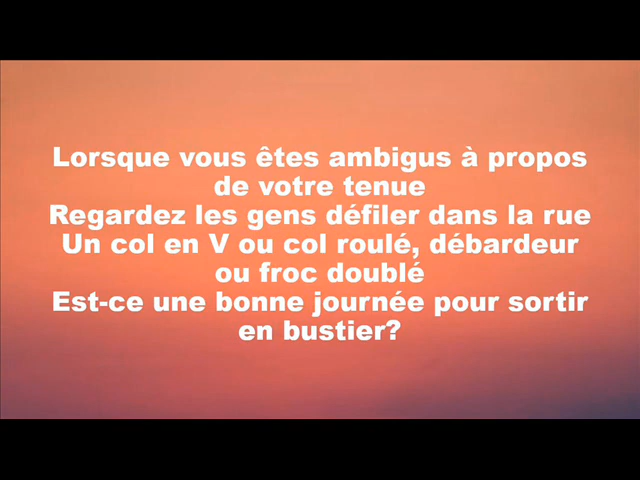 Lorsque vous êtes ambigus à propos
de votre tenue
Regardez les gens défiler dans la rue
Un col en V ou col roulé, débardeur
ou froc doublé
Est-ce une bonne journée pour sortir
en bustier?